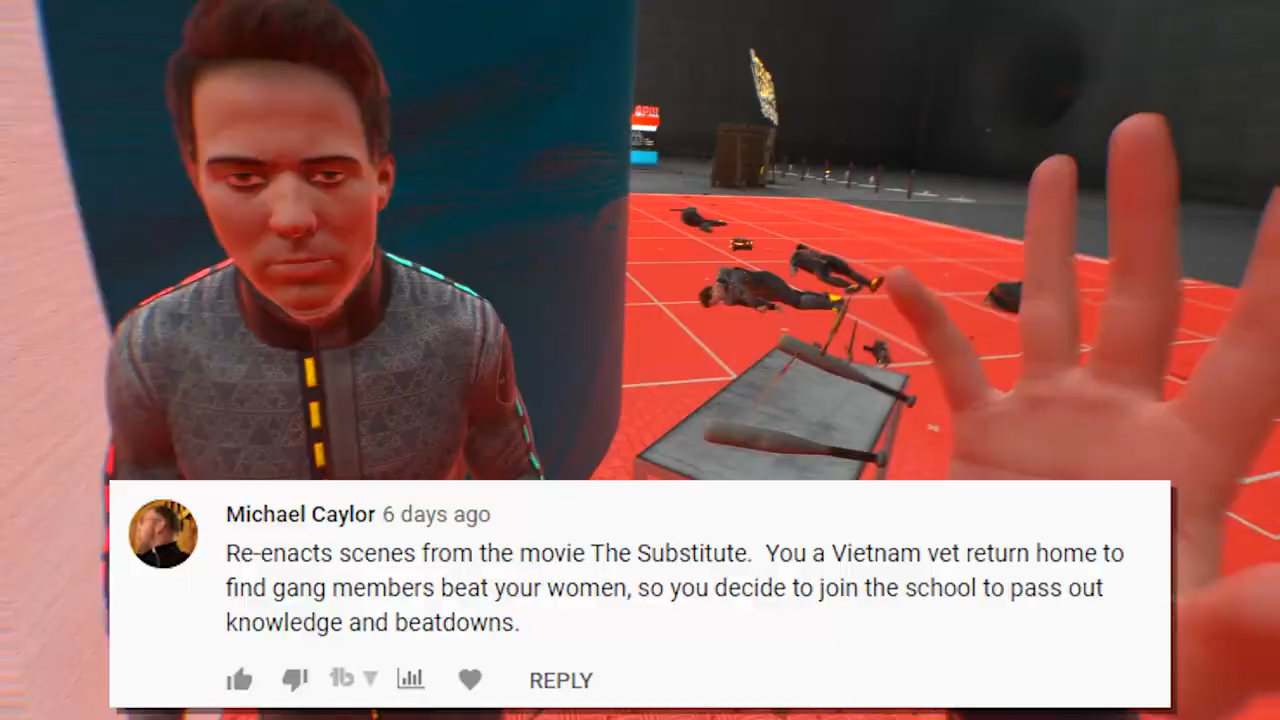 Michael Caylor 6 days ago
Re-enacts scenes from the movie The Substitute.  You a Vietnam vet return home to
find gang members beat your women, so you decide to join the school to pass out
knowledge and beatdowns.
REPLY